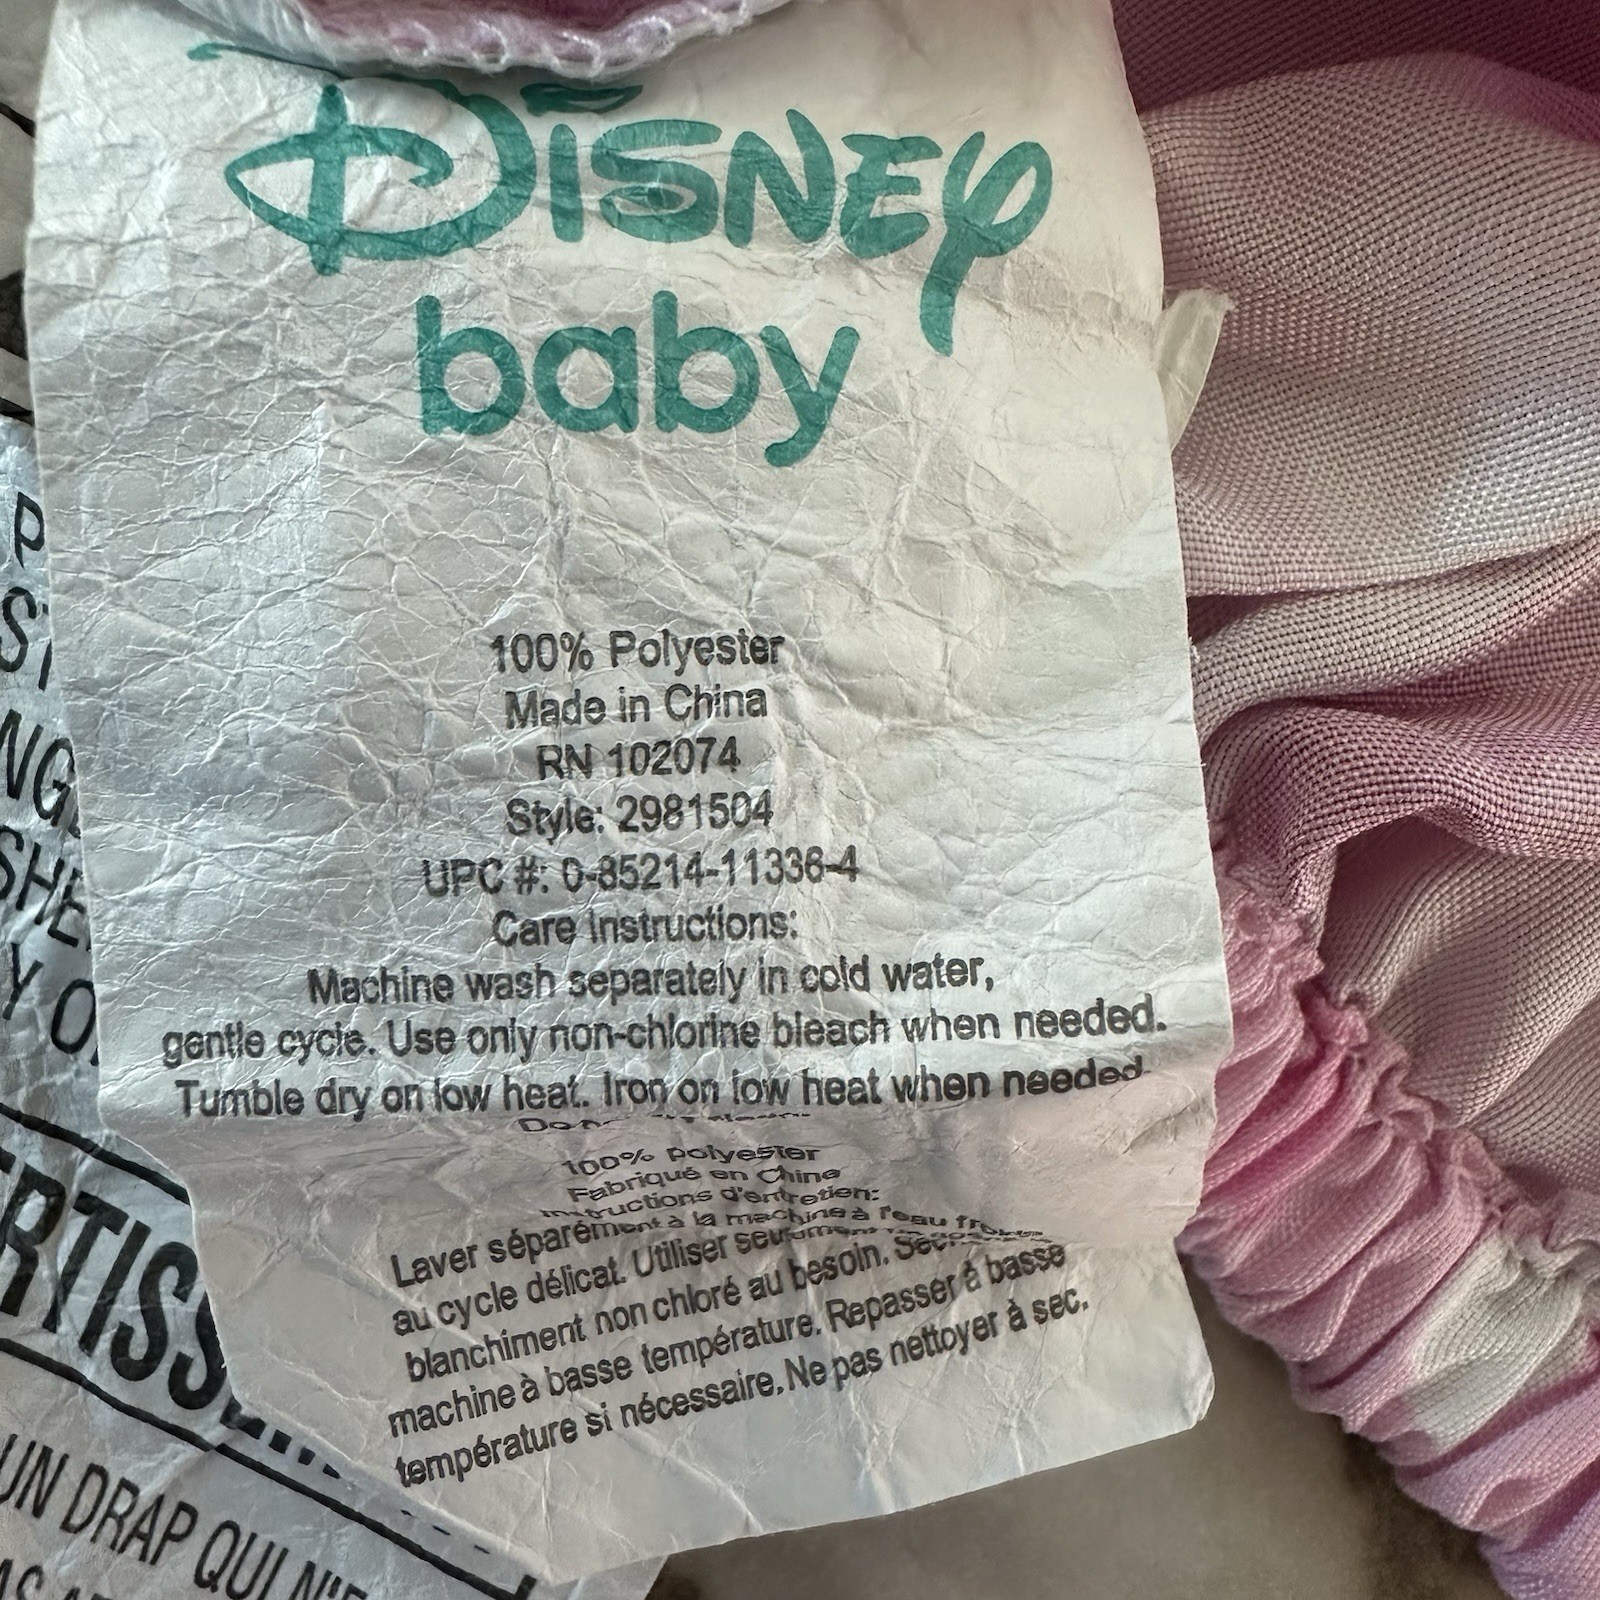 Disney
baby
100% Polyester
Made in China
RN 102074
Style: 2981504
UPC #: 0-85214-11336-4
Care Instructions:
Machine wash separately in cold water,
gentle cycle. Use only non-chlorine bleach when needed.
Tumble dry on low heat. Iron on low heat when needed.
100% polyester
Fabriqué en Chine
d'entretien:
Laver séparément à la machine à l'eau froide
au cycle délicat. Utiliser seulement
blanchiment non chloré au besoin.
machine à basse température. Repasser à basse
température si nécessaire. Ne pas nettoyer à sec.
UN DRAP QUI